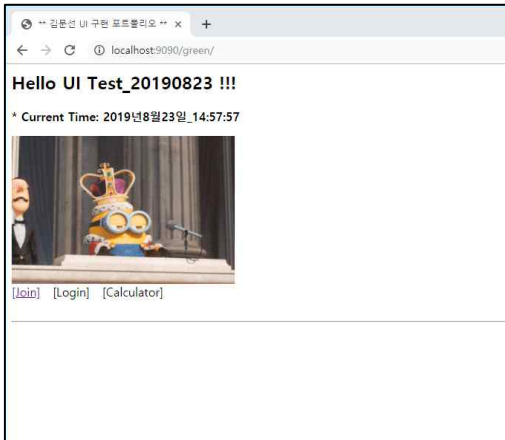 ** 김문선 UI 구현 포트폴리오 ** × +
localhost:9090/green/
Hello UI Test_20190823 !!!
* Current Time: 2019년8월23일_14:57:57
[Join] [Login] [Calculator]